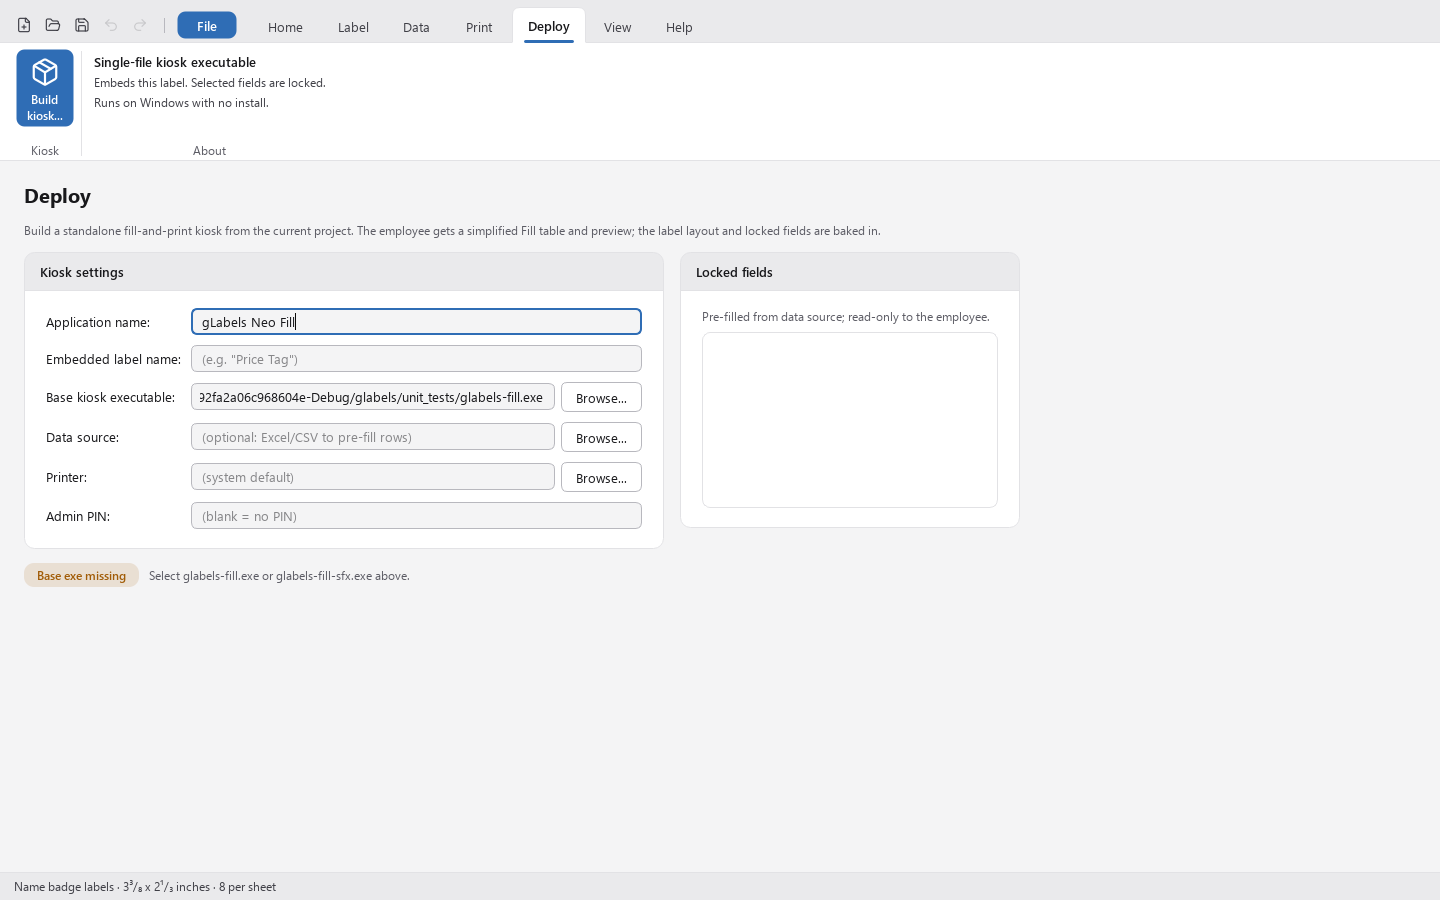 File
Home
Label
Data
Print
Deploy
View
Help
Build
kiosk...
Kiosk
Single-file kiosk executable
Embeds this label. Selected fields are locked.
Runs on Windows with no install.
About
Deploy
Build a standalone fill-and-print kiosk from the current project. The employee gets a simplified Fill table and preview; the label layout and locked fields are baked in.
Kiosk settings
Application name:
gLabels Neo Fill
Embedded label name:
(e.g. "Price Tag")
Base kiosk executable:
92fa2a06c968604e-Debug/glabels/unit_tests/glabels-fill.exe
Browse...
Data source:
(optional: Excel/CSV to pre-fill rows)
Browse...
Printer:
(system default)
Browse...
Admin PIN:
(blank = no PIN)
Locked fields
Pre-filled from data source; read-only to the employee.
Base exe missing
Select glabels-fill.exe or glabels-fill-sfx.exe above.
Name badge labels · 3³/₈ x 2¹/₃ inches · 8 per sheet